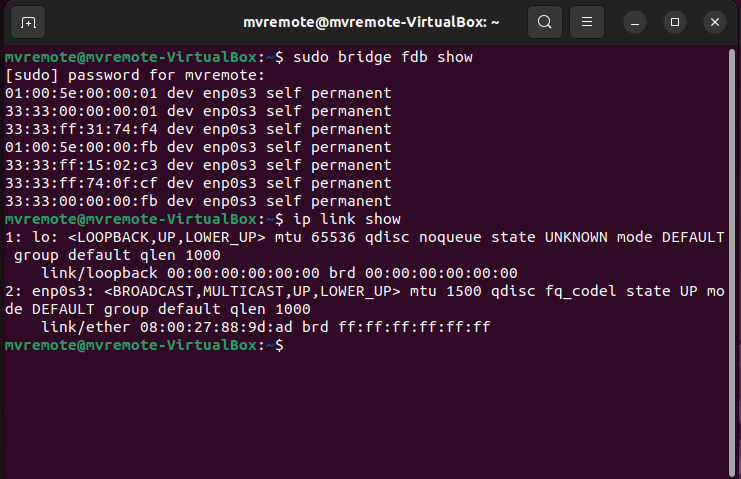 mvremote@mvremote-VirtualBox: ~
mvremote@mvremote-VirtualBox:~$ sudo bridge fdb show
[sudo] password for mvremote:
01:00:5e:00:00:01 dev enp0s3 self permanent
33:33:00:00:00:01 dev enp0s3 self permanent
33:33:ff:31:74:f4 dev enp0s3 self permanent
01:00:5e:00:00:fb dev enp0s3 self permanent
33:33:ff:15:02:c3 dev enp0s3 self permanent
33:33:ff:74:0f:cf dev enp0s3 self permanent
33:33:00:00:00:fb dev enp0s3 self permanent
mvremote@mvremote-VirtualBox:~$ ip link show
1: lo: <LOOPBACK,UP,LOWER_UP> mtu 65536 qdisc noqueue state UNKNOWN mode DEFAULT
 group default qlen 1000
    link/loopback 00:00:00:00:00:00 brd 00:00:00:00:00:00
2: enp0s3: <BROADCAST,MULTICAST,UP,LOWER_UP> mtu 1500 qdisc fq_codel state UP mo
de DEFAULT group default qlen 1000
    link/ether 08:00:27:88:9d:ad brd ff:ff:ff:ff:ff:ff
mvremote@mvremote-VirtualBox:~$